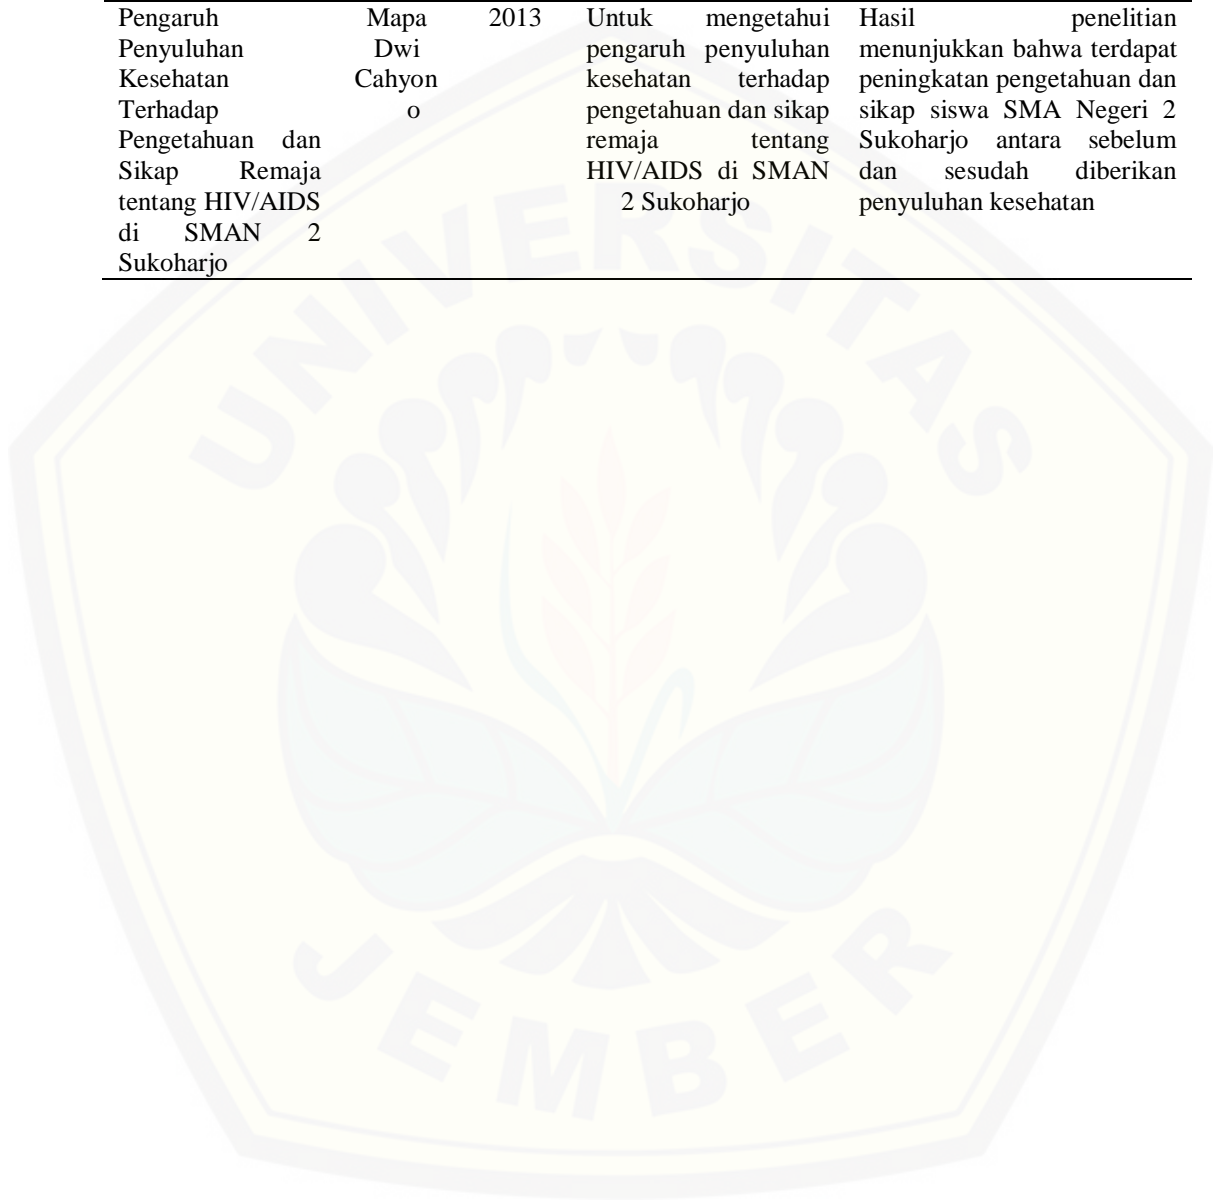 Pengaruh Mapa 2013 Untuk mengetahui Hasil penelitian
Penyuluhan Dwi pengaruh penyuluhan menunjukkan bahwa terdapat
Kesehatan Cahyon kesehatan terhadap peningkatan pengetahuan dan
Terhadap o pengetahuan dan sikap sikap siswa SMA Negeri 2
Pengetahuan dan remaja tentang Sukoharjo antara sebelum
Sikap Remaja HIV/AIDS di SMAN dan sesudah diberikan
tentang HIV/AIDS 2 Sukoharjo penyuluhan kesehatan
di SMAN 2
Sukoharjo
UNIVERSITAS
JEMBER